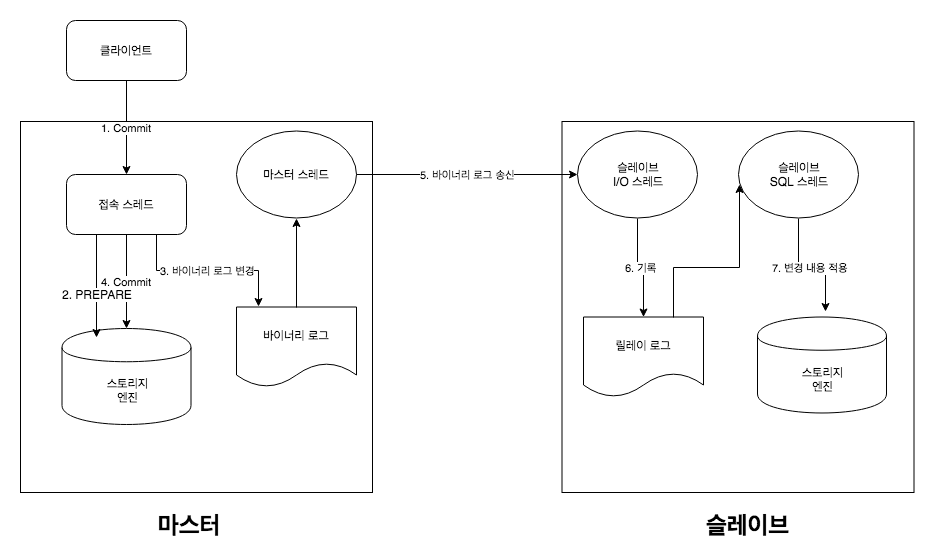 클라이언트
1. Commit
마스터 스레드
5. 바이너리 로그 송신
슬레이브
I/O 스레드
슬레이브
SQL 스레드
접속 스레드
3. 바이너리 로그 변경
4. Commit
2. PREPARE
6. 기록
7. 변경 내용 적용
바이너리 로그
릴레이 로그
스토리지
엔진
스토리지
엔진
마스터
슬레이브